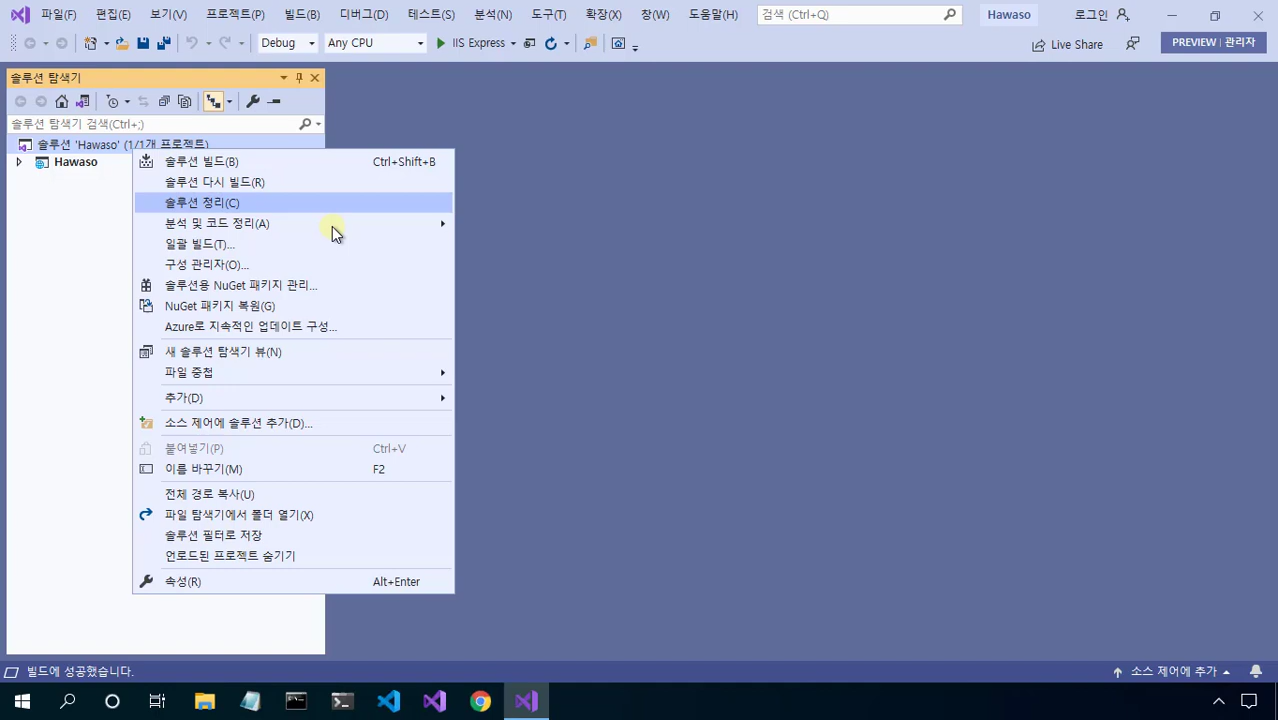 파일(F) 편집(E) 보기(V) 프로젝트(P) 빌드(B) 디버그(D) 테스트(S) 분석(N) 도구(T) 확장(X) 창(W) 도움말(H) 검색 (Ctrl+Q) Hawaso 로그인
Debug Any CPU IIS Express Live Share PREVIEW | 관리자
솔루션 탐색기
솔루션 탐색기 검색(Ctrl+;)
솔루션 'Hawaso' (1/1개 프로젝트)
Hawaso
솔루션 빌드(B) Ctrl+Shift+B
솔루션 다시 빌드(R)
솔루션 정리(C)
분석 및 코드 정리(A)
일괄 빌드(T)...
구성 관리자(O)...
솔루션용 NuGet 패키지 관리...
NuGet 패키지 복원(G)
Azure로 지속적인 업데이트 구성...
새 솔루션 탐색기 뷰(N)
파일 중첩
추가(D)
소스 제어에 솔루션 추가(D)...
붙여넣기(P) Ctrl+V
이름 바꾸기(M) F2
전체 경로 복사(U)
파일 탐색기에서 폴더 열기(X)
솔루션 필터로 저장
언로드된 프로젝트 숨기기
속성(R) Alt+Enter
빌드에 성공했습니다. 소스 제어에 추가